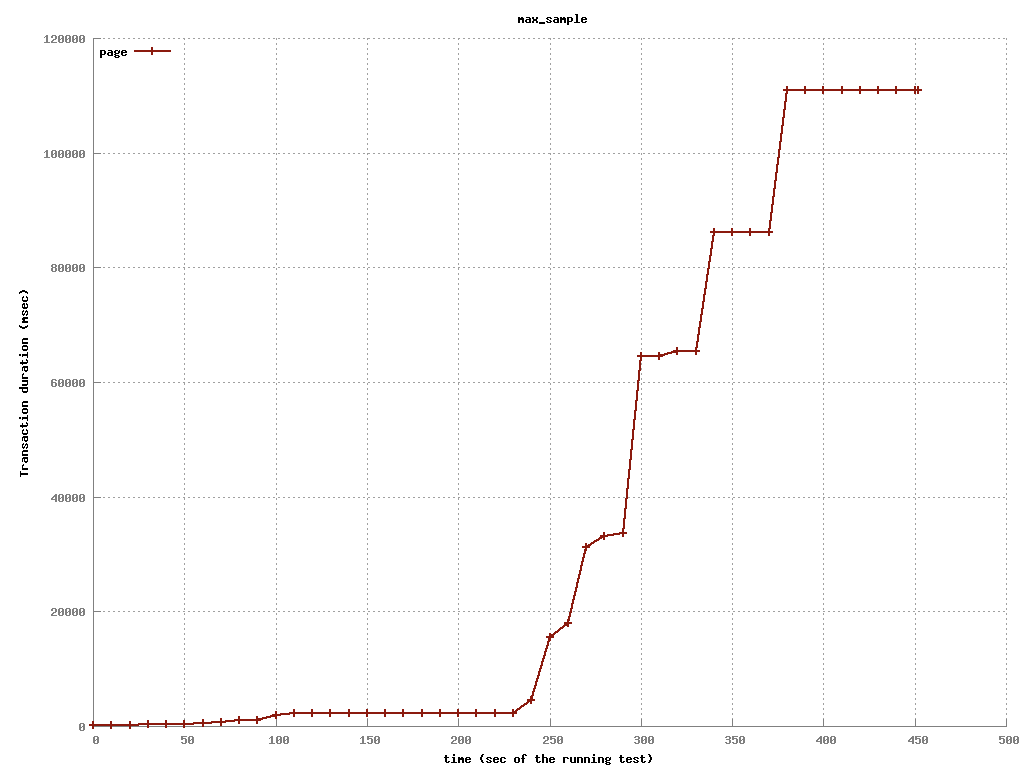 max_sample
120000
page
100000
80000
60000
40000
20000
0
Transaction duration (msec)
0 50 100 150 200 250 300 350 400 450 500
time (sec of the running test)